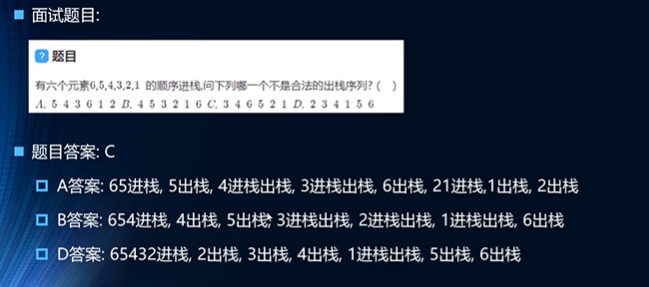 面试题目:
? 题目
有六个元素6,5,4,3,2,1 的顺序进栈,问下列哪一个不是合法的出栈序列? ( )
A. 5 4 3 6 1 2 B. 4 5 3 2 1 6 C. 3 4 6 5 2 1 D. 2 3 4 1 5 6
题目答案: C
A答案: 65进栈, 5出栈, 4进栈出栈, 3进栈出栈, 6出栈, 21进栈,1出栈, 2出栈
B答案: 654进栈, 4出栈, 5出栈, 3进栈出栈, 2进栈出栈, 1进栈出栈, 6出栈
D答案: 65432进栈, 2出栈, 3出栈, 4出栈, 1进栈出栈, 5出栈, 6出栈